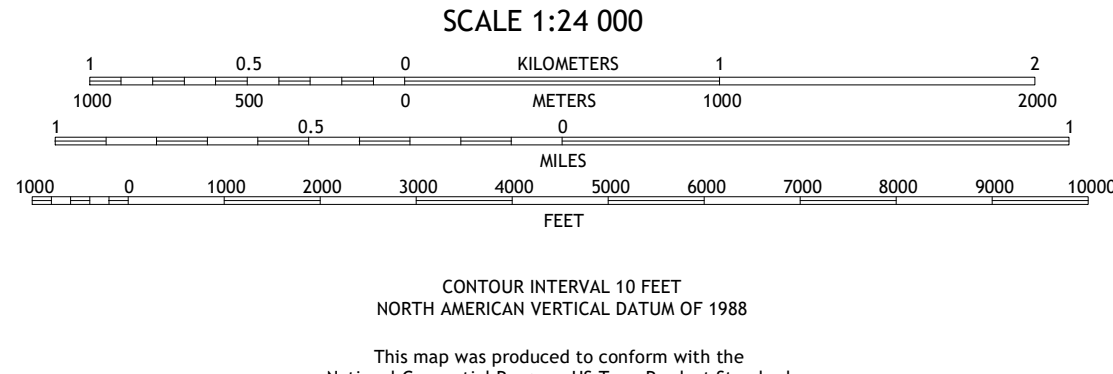 SCALE 1:24 000
1 0.5 0 KILOMETERS 1 2
1000 500 0 METERS 1000 2000
1 0.5 0 1
MILES
1000 0 1000 2000 3000 4000 5000 6000 7000 8000 9000 10000
FEET
CONTOUR INTERVAL 10 FEET
NORTH AMERICAN VERTICAL DATUM OF 1988
This map was produced to conform with the